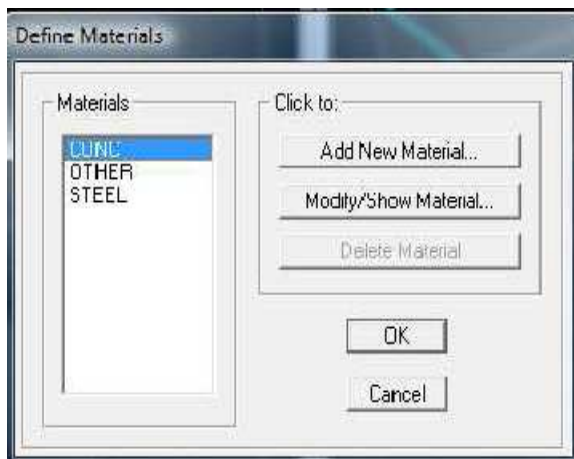 Define Materials
Materials
CONC
OTHER
STEEL
Click to:
Add New Material...
Modify/Show Material...
Delete Material
OK
Cancel